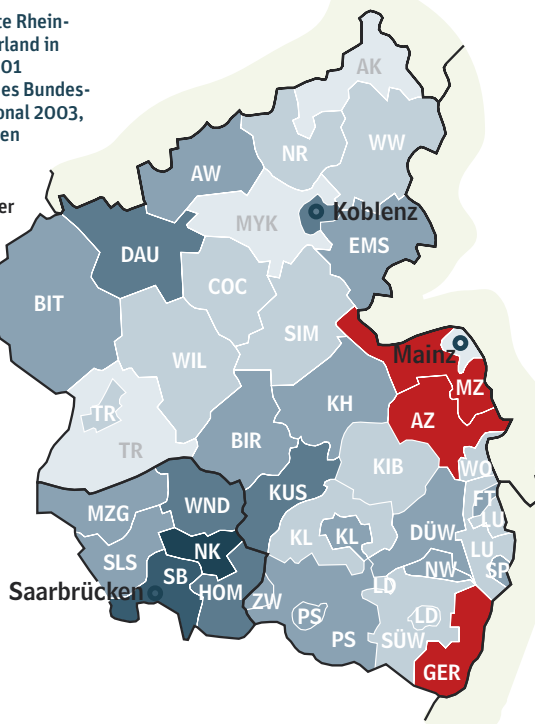 te Rhein-
rland in
01
es Bundes-
onal 2003,
en
er
AK
NR
WW
AW
MYK
Koblenz
DAU
EMS
COC
BIT
SIM
WIL
Mainz
MZ
KH
TR
AZ
BIR
TR
KIB
WO
KUS
WND
FT
MZG
LU
KL
KL
DÜW
NK
LU
SLS
SB
NW
SP
Saarbrücken
HOM
ZW
LD
PS
LD
PS
SÜW
GER